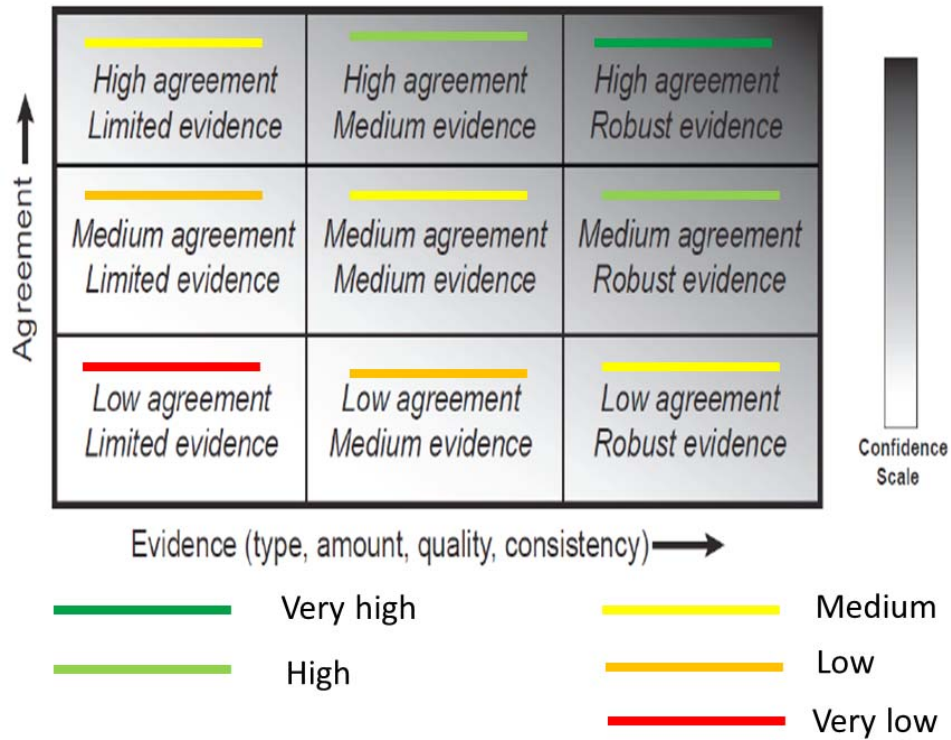 High agreement
Limited evidence
High agreement
Medium evidence
High agreement
Robust evidence
Agreement
Medium agreement
Limited evidence
Medium agreement
Medium evidence
Medium agreement
Robust evidence
Low agreement
Limited evidence
Low agreement
Medium evidence
Low agreement
Robust evidence
Confidence
Scale
Evidence (type, amount, quality, consistency)
Very high
High
Medium
Low
Very low